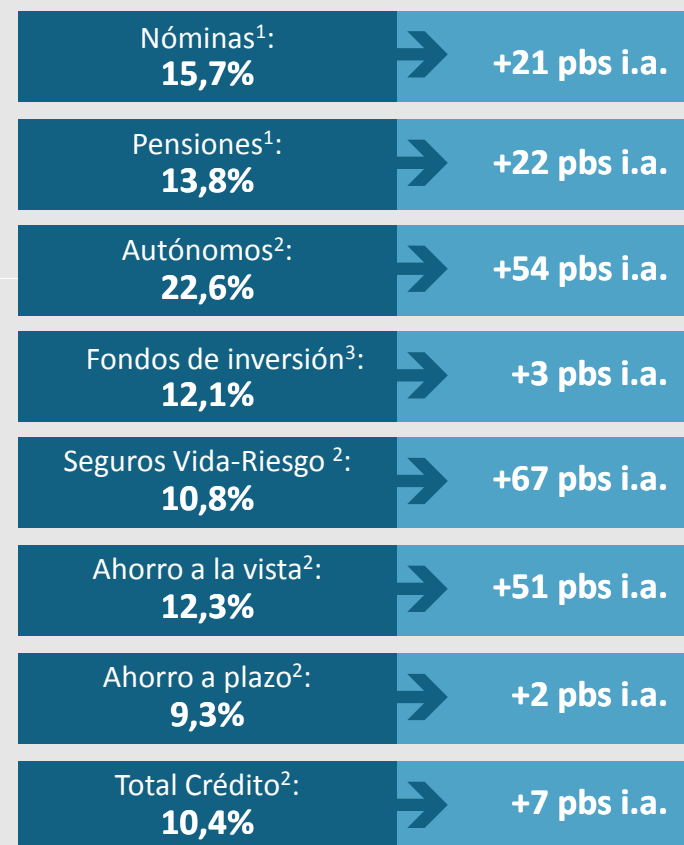 Nóminas¹:
15,7%
+21 pbs i.a.
Pensiones¹:
13,8%
+22 pbs i.a.
Autónomos²:
22,6%
+54 pbs i.a.
Fondos de inversión³:
12,1%
+3 pbs i.a.
Seguros Vida-Riesgo ²:
10,8%
+67 pbs i.a.
Ahorro a la vista²:
12,3%
+51 pbs i.a.
Ahorro a plazo²:
9,3%
+2 pbs i.a.
Total Crédito²:
10,4%
+7 pbs i.a.